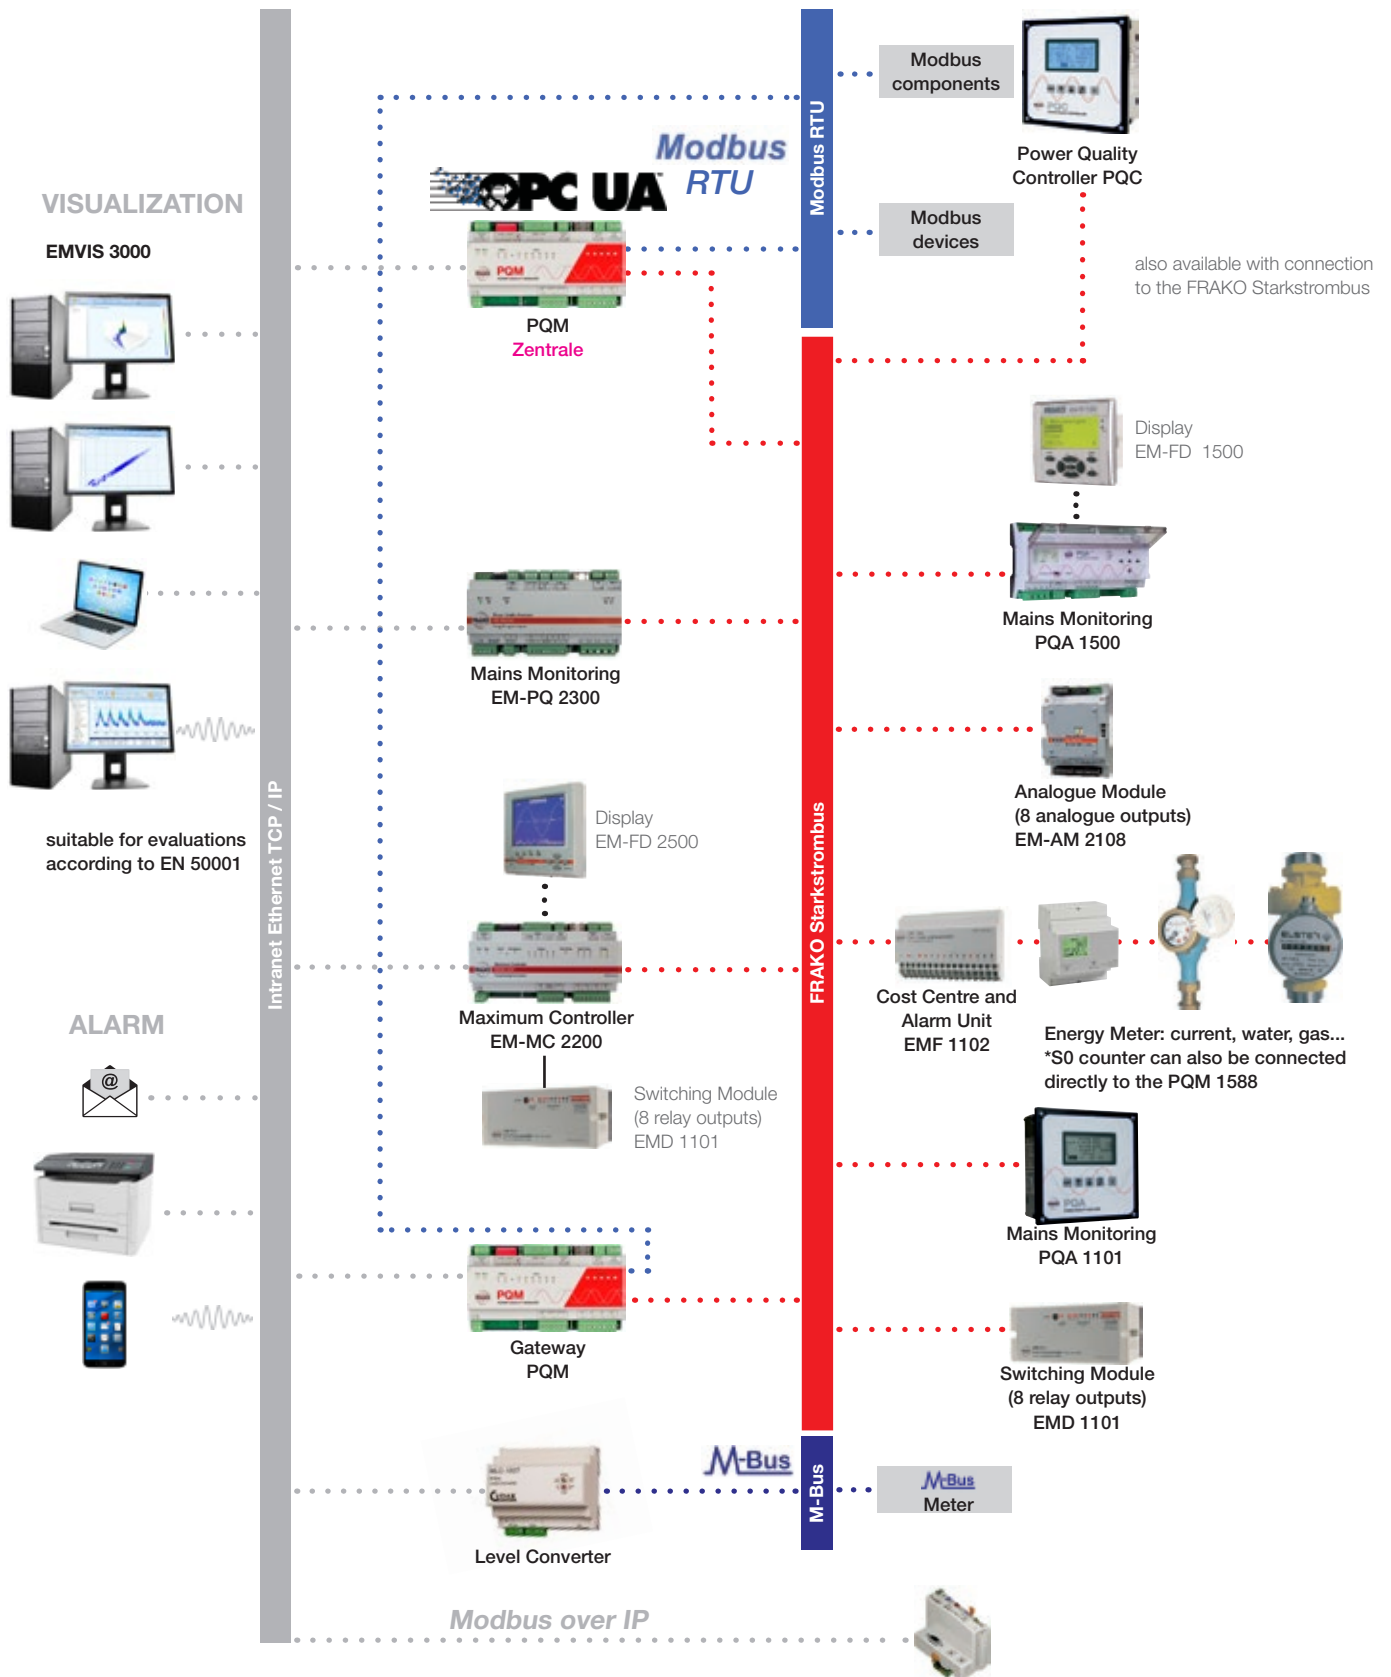 Modbus
components
Modbus RTU
Modbus
RTU
OPC UA
PQC
Power Quality
Controller PQC
VISUALIZATION
EMVIS 3000
Modbus
devices
PQM
also available with connection
to the FRAKO Starkstrombus
PQM
Zentrale
Display
EM-FD 1500
Mains Monitoring
PQA 1500
Mains Monitoring
EM-PQ 2300
Analogue Module
(8 analogue outputs)
EM-AM 2108
Intranet Ethernet TCP / IP
FRAKO Starkstrombus
Display
EM-FD 2500
suitable for evaluations
according to EN 50001
ELSTER
Cost Centre and
Alarm Unit
EMF 1102
Maximum Controller
EM-MC 2200
ALARM
Energy Meter: current, water, gas...
*S0 counter can also be connected
directly to the PQM 1588
@
Switching Module
(8 relay outputs)
EMD 1101
PQA
Mains Monitoring
PQA 1101
PQM
Gateway
PQM
Switching Module
(8 relay outputs)
EMD 1101
M-Bus
M-Bus
M-Bus
Meter
Level Converter
Modbus over IP